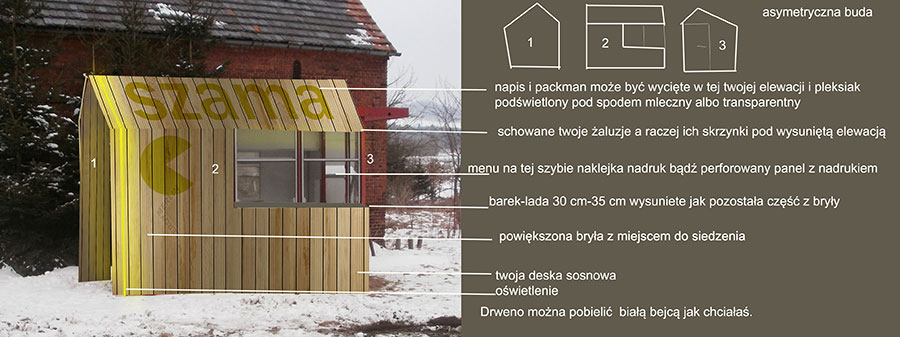 szama
1
2
3
asymetryczna buda
1
2
3
napis i packman może być wycięte w tej twojej elewacji i pleksiak
podświetlony pod spodem mleczny albo transparentny
schowane twoje żaluzje a raczej ich skrzynki pod wysuniętą elewacją
menu na tej szybie naklejka nadruk bądź perforowany panel z nadrukiem
barek-lada 30 cm-35 cm wysuniete jak pozostała część z bryły
powiększona bryła z miejscem do siedzenia
twoja deska sosnowa
oświetlenie
Drweno można pobielić białą bejcą jak chciałaś.